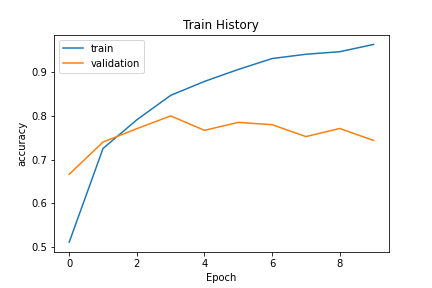 Train History
train
validation
accuracy
0.9
0.8
0.7
0.6
0.5
0 2 4 6 8
Epoch